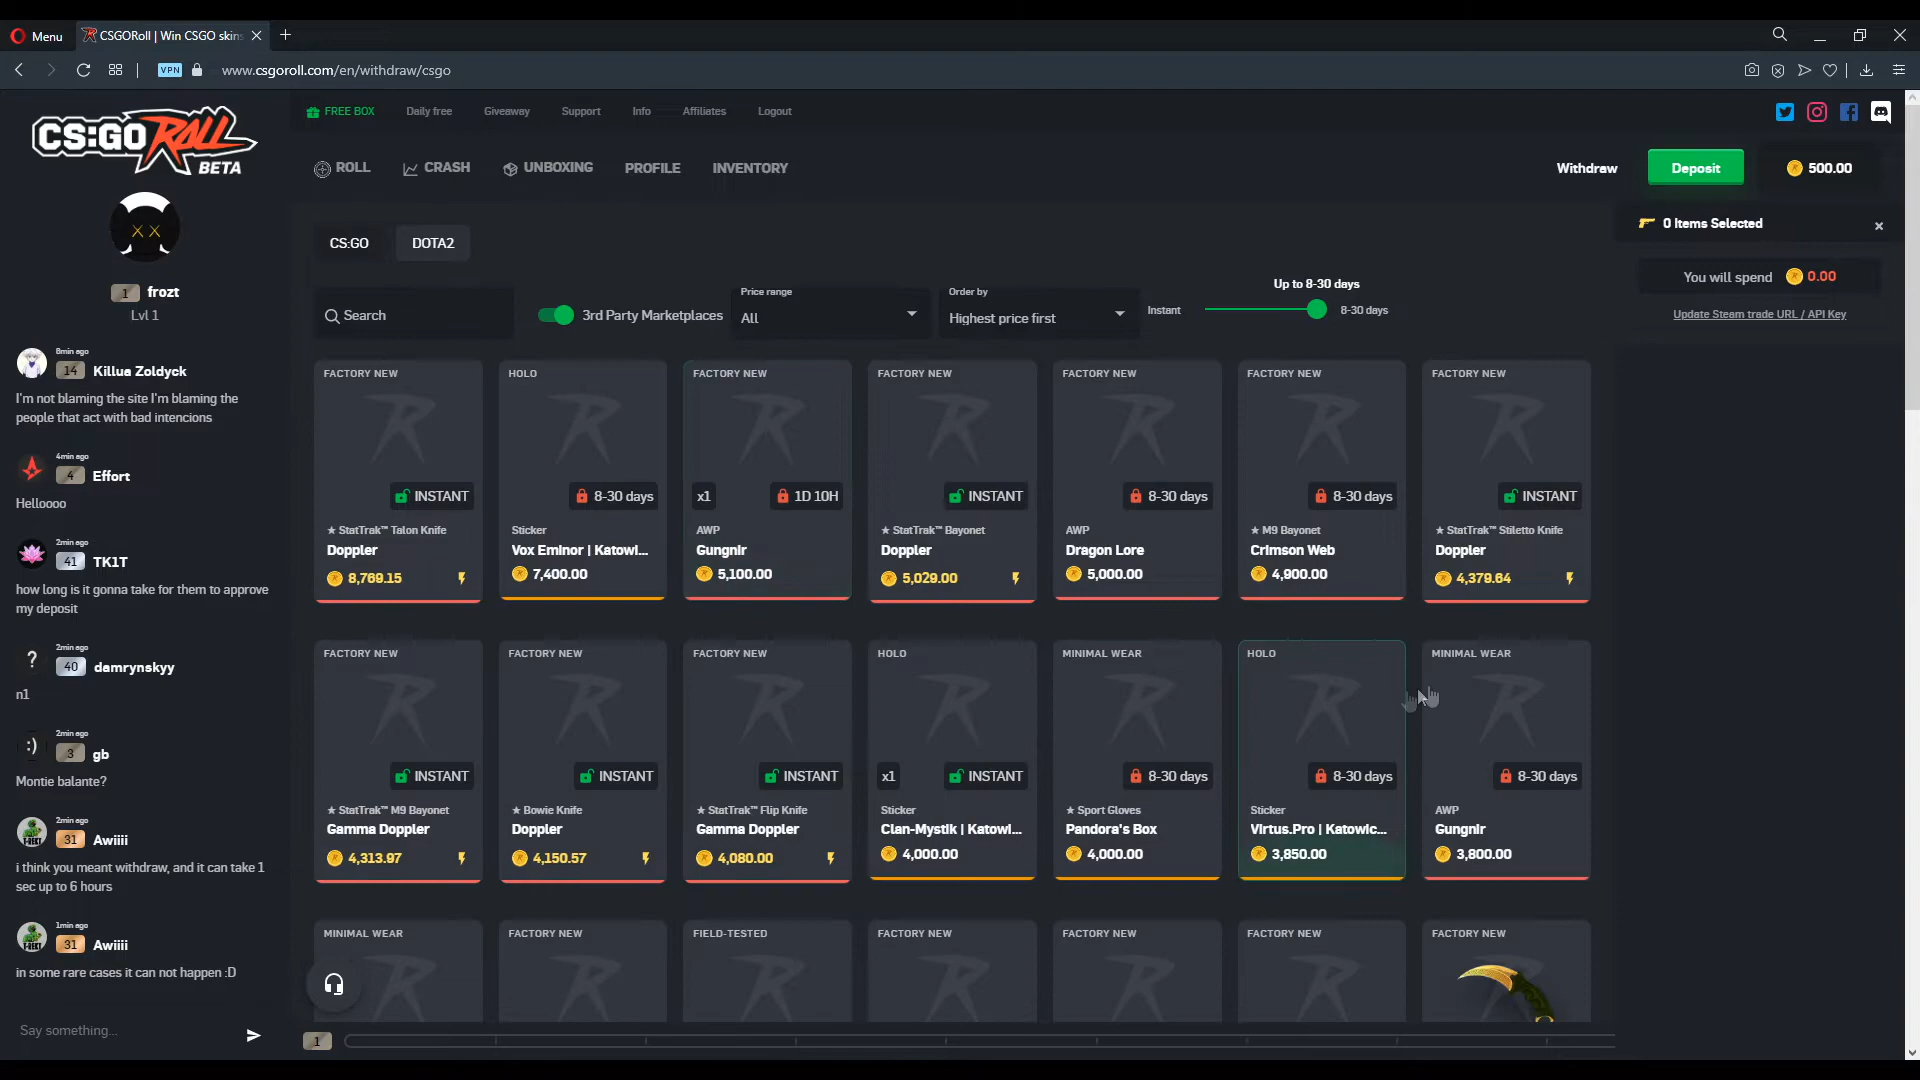 Menu
CSGORoll | Win CSGO skins
VPN
www.csgoroll.com/en/withdraw/csgo
CS:GO ROLL
BETA
FREE BOX
Daily free
Giveaway
Support
Info
Affiliates
Logout
ROLL
CRASH
UNBOXING
PROFILE
INVENTORY
Withdraw
Deposit
500.00
1 frozt
Lvl 1
8min ago
14 Killua Zoldyck
I'm not blaming the site I'm blaming the
people that act with bad intencions
4min ago
4 Effort
Helloooo
2min ago
41 TK1T
how long is it gonna take for them to approve
my deposit
2min ago
? 40 damrynskyy
n1
2min ago
:) 3 gb
Montie balante?
2min ago
31 Awiiii
i think you meant withdraw, and it can take 1
sec up to 6 hours
1min ago
31 Awiiii
in some rare cases it can not happen :D
Say something...
CS:GO
DOTA2
Search
3rd Party Marketplaces
Price range
All
Order by
Highest price first
Up to 8-30 days
Instant
8-30 days
0 Items Selected
You will spend 0.00
Update Steam trade URL / API Key
FACTORY NEW
INSTANT
★ StatTrak™ Talon Knife
Doppler
8,769.15
HOLO
8-30 days
Sticker
Vox Eminor | Katowi...
7,400.00
FACTORY NEW
x1
1D 10H
AWP
Gungnir
5,100.00
FACTORY NEW
INSTANT
★ StatTrak™ Bayonet
Doppler
5,029.00
FACTORY NEW
8-30 days
AWP
Dragon Lore
5,000.00
FACTORY NEW
8-30 days
★ M9 Bayonet
Crimson Web
4,900.00
FACTORY NEW
INSTANT
★ StatTrak™ Stiletto Knife
Doppler
4,379.64
FACTORY NEW
INSTANT
★ StatTrak™ M9 Bayonet
Gamma Doppler
4,313.97
FACTORY NEW
INSTANT
★ Bowie Knife
Doppler
4,150.57
FACTORY NEW
INSTANT
★ StatTrak™ Flip Knife
Gamma Doppler
4,080.00
HOLO
x1
INSTANT
Sticker
Clan-Mystik | Katowi...
4,000.00
MINIMAL WEAR
8-30 days
★ Sport Gloves
Pandora's Box
4,000.00
HOLO
8-30 days
Sticker
Virtus.Pro | Katowic...
3,850.00
MINIMAL WEAR
8-30 days
AWP
Gungnir
3,800.00
MINIMAL WEAR
FACTORY NEW
FIELD-TESTED
FACTORY NEW
FACTORY NEW
FACTORY NEW
FACTORY NEW
1